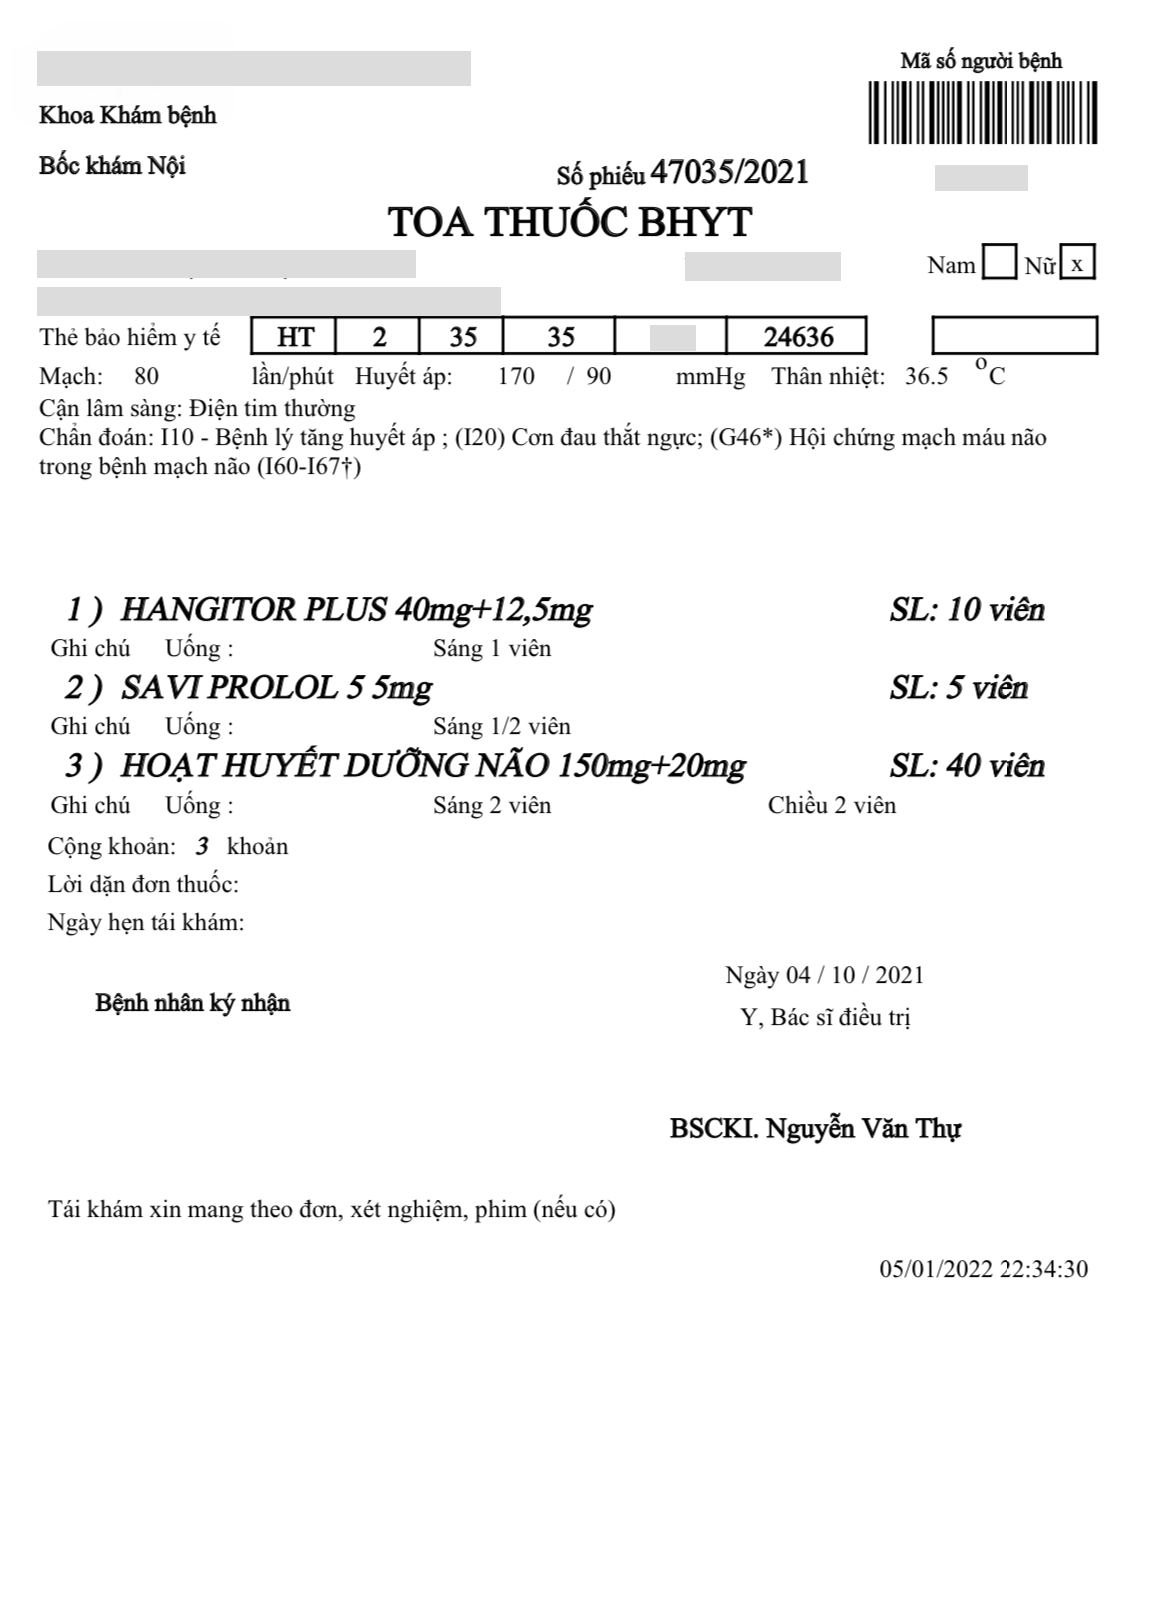 Mã số người bệnh
Khoa Khám bệnh
Bốc khám Nội
Số phiếu 47035/2021
TOA THUỐC BHYT
Nam Nữ x
Thẻ bảo hiểm y tế HT 2 35 35 24636
Mạch: 80 lần/phút Huyết áp: 170 / 90 mmHg Thân nhiệt: 36.5 °C
Cận lâm sàng: Điện tim thường
Chẩn đoán: I10 - Bệnh lý tăng huyết áp ; (I20) Cơn đau thắt ngực; (G46*) Hội chứng mạch máu não
trong bệnh mạch não (I60-I67†)
1 ) HANGITOR PLUS 40mg+12,5mg SL: 10 viên
Ghi chú Uống : Sáng 1 viên
2 ) SAVI PROLOL 5 5mg SL: 5 viên
Ghi chú Uống : Sáng 1/2 viên
3 ) HOẠT HUYẾT DƯỠNG NÃO 150mg+20mg SL: 40 viên
Ghi chú Uống : Sáng 2 viên Chiều 2 viên
Cộng khoản: 3 khoản
Lời dặn đơn thuốc:
Ngày hẹn tái khám:
Ngày 04 / 10 / 2021
Bệnh nhân ký nhận
Y, Bác sĩ điều trị
BSCKI. Nguyễn Văn Thự
Tái khám xin mang theo đơn, xét nghiệm, phim (nếu có)
05/01/2022 22:34:30